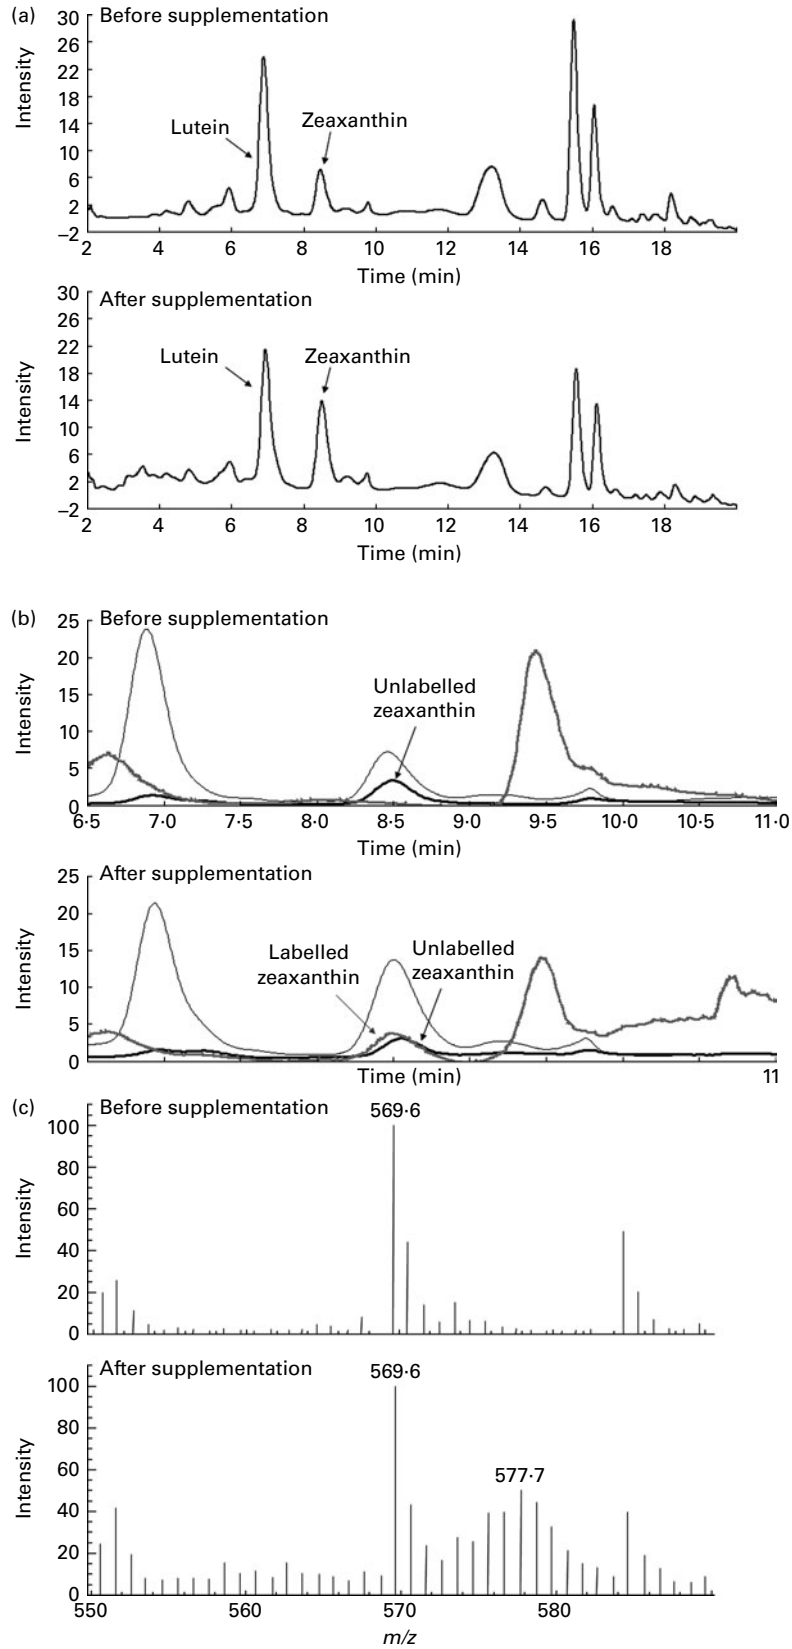 (a)
Before supplementation
30
26
22
18
14
10
6
2
−2
Intensity
Lutein
Zeaxanthin
2 4 6 8 10 12 14 16 18
Time (min)
After supplementation
30
26
22
18
14
10
6
2
−2
Intensity
Lutein
Zeaxanthin
2 4 6 8 10 12 14 16 18
Time (min)
(b)
Before supplementation
25
20
15
10
5
0
Intensity
Unlabelled
zeaxanthin
6·5 7·0 7·5 8·0 8·5 9·0 9·5 10·0 10·5 11·0
Time (min)
After supplementation
25
20
15
10
5
0
Intensity
Labelled
zeaxanthin
Unlabelled
zeaxanthin
Time (min)
11
(c)
Before supplementation
569·6
100
80
60
40
20
0
Intensity
After supplementation
569·6
577·7
100
80
60
40
20
0
Intensity
550 560 570 580
m/z